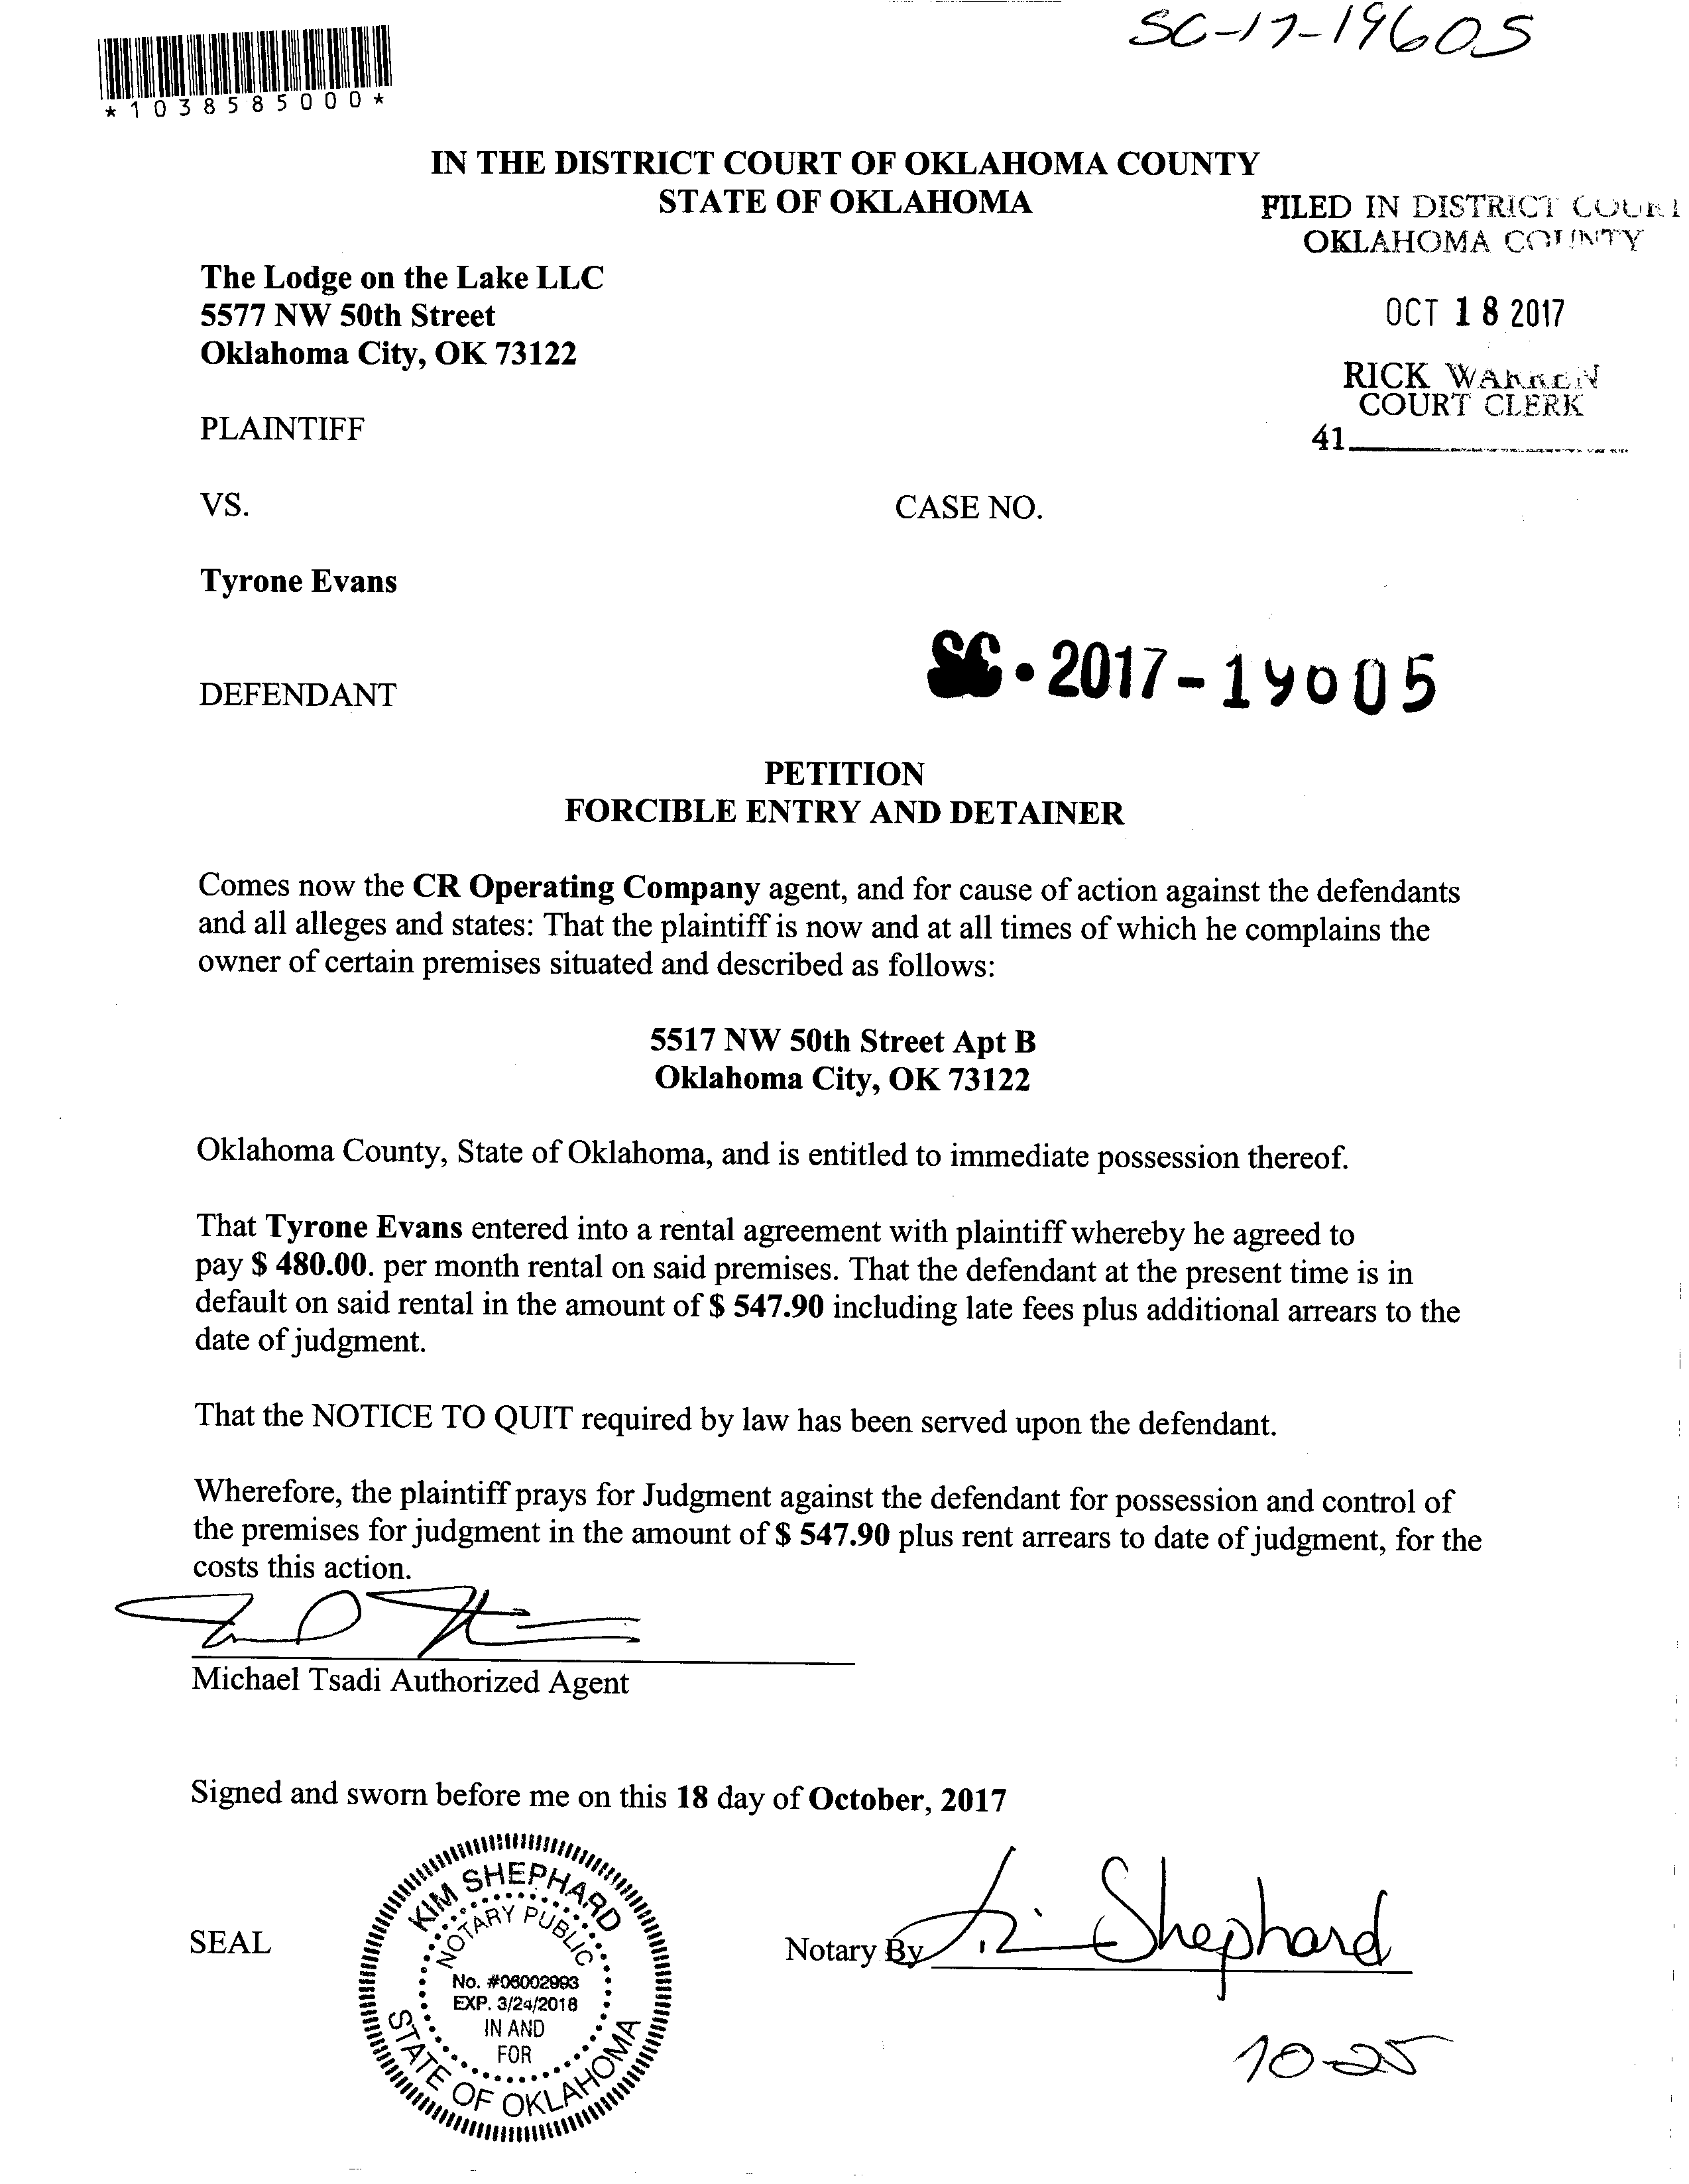 SC-17-19605
*1038585000*
IN THE DISTRICT COURT OF OKLAHOMA COUNTY
STATE OF OKLAHOMA
FILED IN DISTRICT COURT
OKLAHOMA COUNTY
The Lodge on the Lake LLC
5577 NW 50th Street
Oklahoma City, OK 73122
OCT 18 2017
RICK WARREN
COURT CLERK
41
PLAINTIFF
VS.
CASE NO.
Tyrone Evans
SC-2017-19005
DEFENDANT
PETITION
FORCIBLE ENTRY AND DETAINER
Comes now the CR Operating Company agent, and for cause of action against the defendants
and all alleges and states: That the plaintiff is now and at all times of which he complains the
owner of certain premises situated and described as follows:
5517 NW 50th Street Apt B
Oklahoma City, OK 73122
Oklahoma County, State of Oklahoma, and is entitled to immediate possession thereof.
That Tyrone Evans entered into a rental agreement with plaintiff whereby he agreed to
pay $ 480.00. per month rental on said premises. That the defendant at the present time is in
default on said rental in the amount of $ 547.90 including late fees plus additional arrears to the
date of judgment.
That the NOTICE TO QUIT required by law has been served upon the defendant.
Wherefore, the plaintiff prays for Judgment against the defendant for possession and control of
the premises for judgment in the amount of $ 547.90 plus rent arrears to date of judgment, for the
costs this action.
Michael Tsadi Authorized Agent
Signed and sworn before me on this 18 day of October, 2017
SEAL
KIM SHEPHARD
NOTARY PUBLIC
No. #06002993
EXP. 3/24/2018
IN AND
FOR
STATE OF OKLAHOMA
Notary By Shephard
10-25